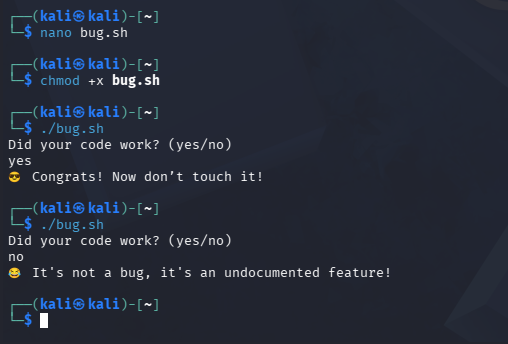 ┌──(kali㉿kali)-[~]
└─$ nano bug.sh
┌──(kali㉿kali)-[~]
└─$ chmod +x bug.sh
┌──(kali㉿kali)-[~]
└─$ ./bug.sh
Did your code work? (yes/no)
yes
😎 Congrats! Now don’t touch it!
┌──(kali㉿kali)-[~]
└─$ ./bug.sh
Did your code work? (yes/no)
no
😂 It's not a bug, it's an undocumented feature!
┌──(kali㉿kali)-[~]
└─$